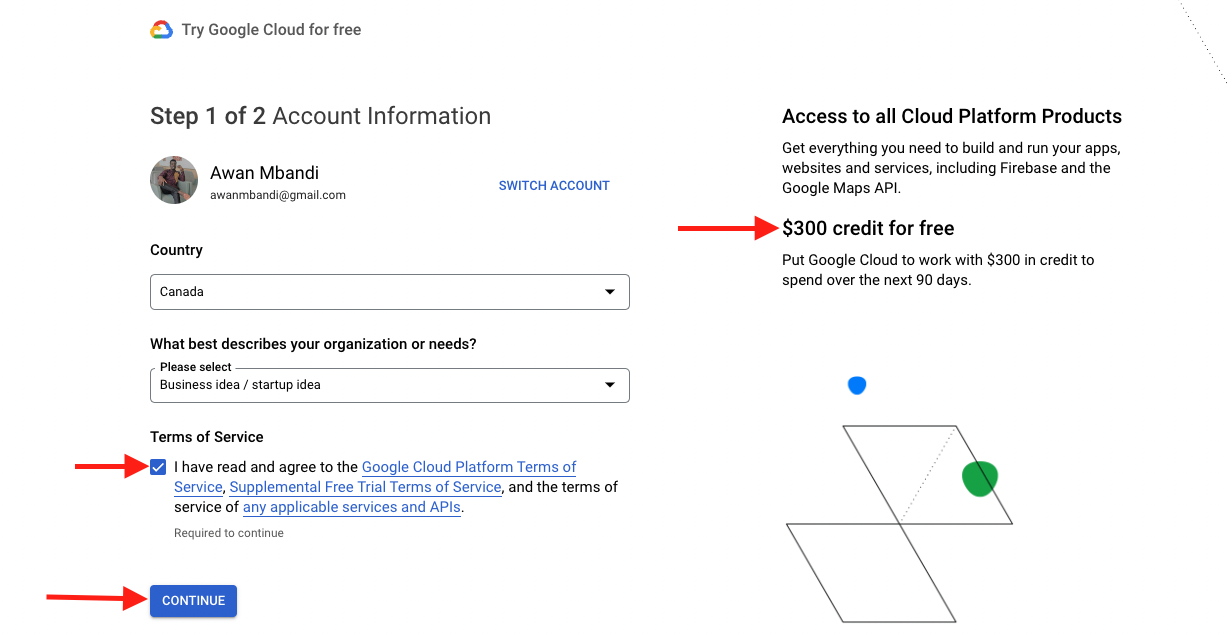 Try Google Cloud for free
Step 1 of 2 Account Information
Awan Mbandi
awanmbandi@gmail.com
SWITCH ACCOUNT
Country
Canada
What best describes your organization or needs?
Please select
Business idea / startup idea
Terms of Service
I have read and agree to the Google Cloud Platform Terms of
Service, Supplemental Free Trial Terms of Service, and the terms of
service of any applicable services and APIs.
Required to continue
CONTINUE
Access to all Cloud Platform Products
Get everything you need to build and run your apps,
websites and services, including Firebase and the
Google Maps API.
$300 credit for free
Put Google Cloud to work with $300 in credit to
spend over the next 90 days.